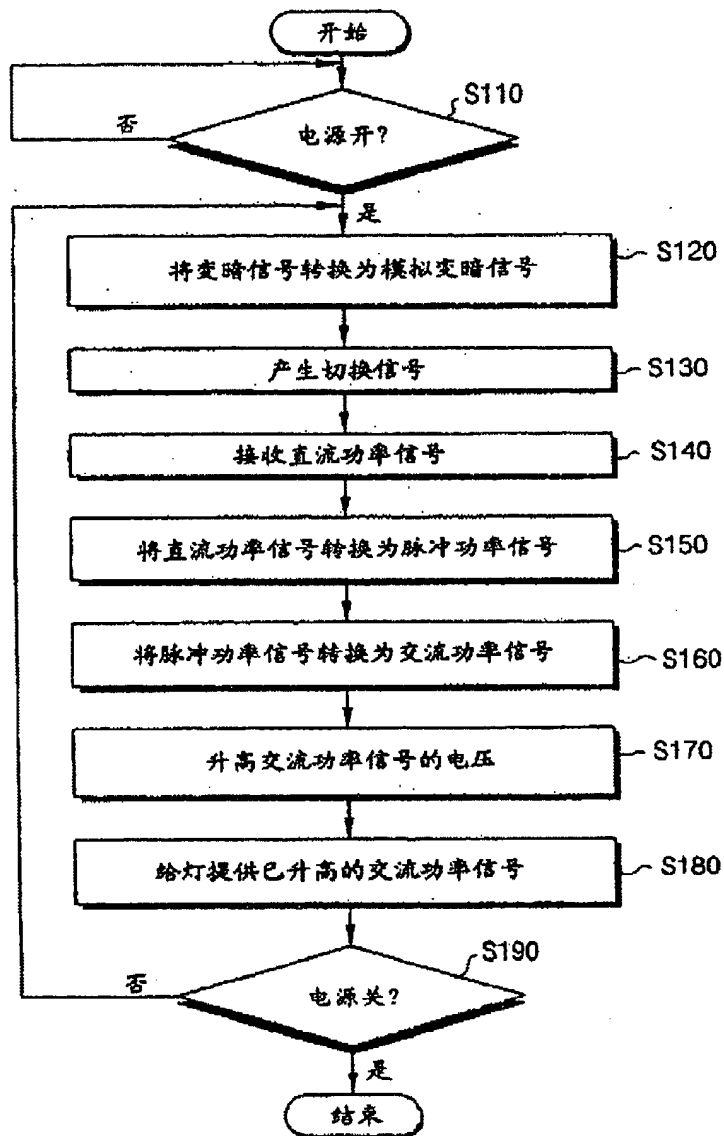 开始
S110
否
电源开?
是
S120
将变暗信号转换为模拟变暗信号
产生切换信号
S130
接收直流功率信号
S140
将直流功率信号转换为脉冲功率信号
S150
将脉冲功率信号转换为交流功率信号
S160
升高交流功率信号的电压
S170
给灯提供已升高的交流功率信号
S180
S190
否
电源关?
是
结束